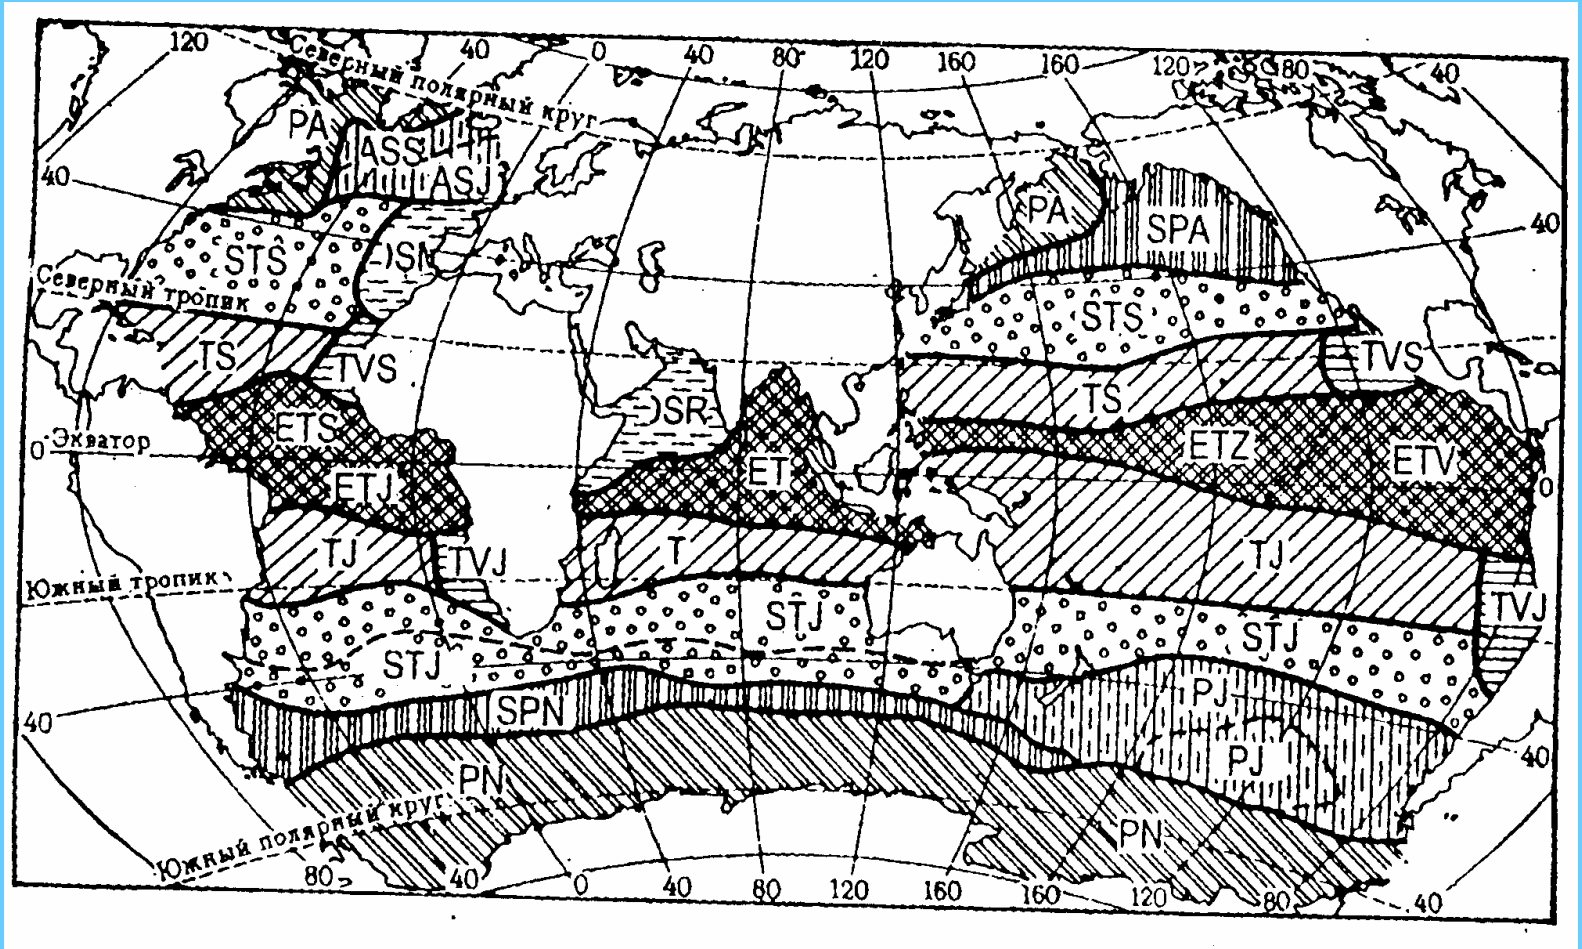 120 40 0 40 80 120 160 160 120 80 40
Северный полярный круг
PA
ASS
ASJ
40
PA
SPA
40
STS
Северный тропик
STS
TS
TVS
TVS
DSR
TS
ETS
0
Экватор
ETJ
ET
ETZ
ETV
0
TJ
TVJ
T
TJ
Южный тропик
TVJ
STJ
STJ
STJ
40
SPN
PJ
PJ
40
PN
PN
Южный полярный круг
80 40 0 40 80 120 160 160 120 80 40